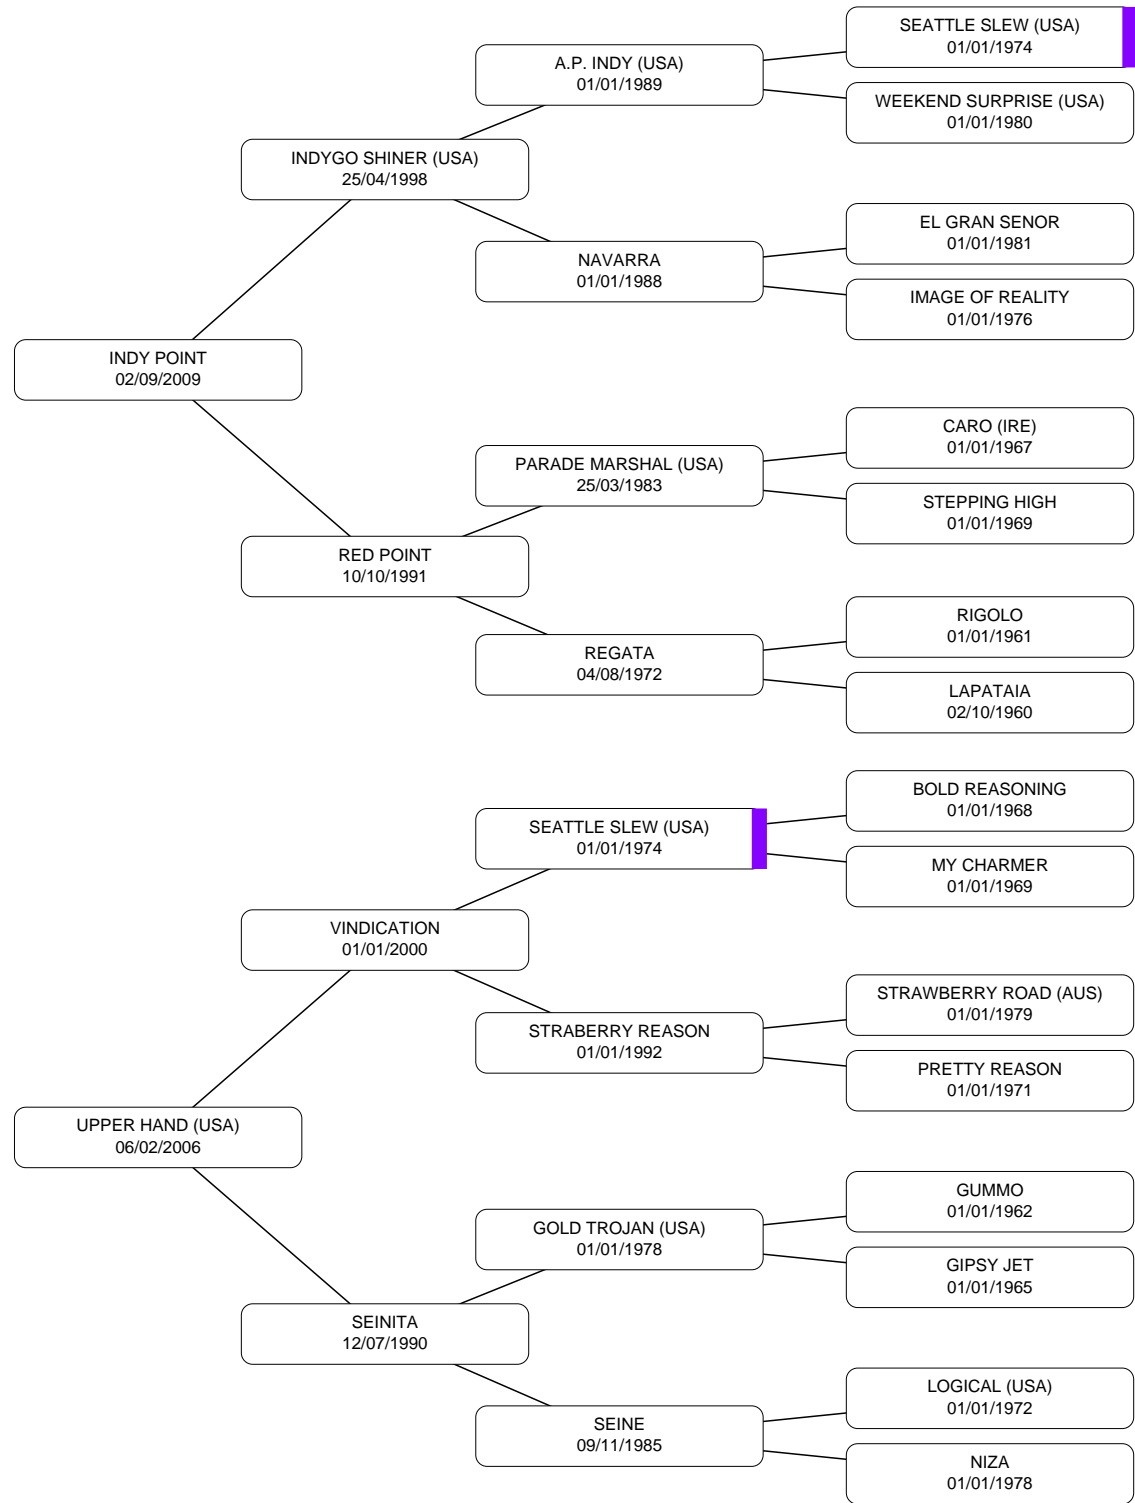 SEATTLE SLEW (USA)
01/01/1974
A.P. INDY (USA)
01/01/1989
WEEKEND SURPRISE (USA)
01/01/1980
INDYGO SHINER (USA)
25/04/1998
EL GRAN SENOR
01/01/1981
NAVARRA
01/01/1988
IMAGE OF REALITY
01/01/1976
INDY POINT
02/09/2009
CARO (IRE)
01/01/1967
PARADE MARSHAL (USA)
25/03/1983
STEPPING HIGH
01/01/1969
RED POINT
10/10/1991
RIGOLO
01/01/1961
REGATA
04/08/1972
LAPATAIA
02/10/1960
BOLD REASONING
01/01/1968
SEATTLE SLEW (USA)
01/01/1974
MY CHARMER
01/01/1969
VINDICATION
01/01/2000
STRAWBERRY ROAD (AUS)
01/01/1979
STRABERRY REASON
01/01/1992
PRETTY REASON
01/01/1971
UPPER HAND (USA)
06/02/2006
GUMMO
01/01/1962
GOLD TROJAN (USA)
01/01/1978
GIPSY JET
01/01/1965
SEINITA
12/07/1990
LOGICAL (USA)
01/01/1972
SEINE
09/11/1985
NIZA
01/01/1978